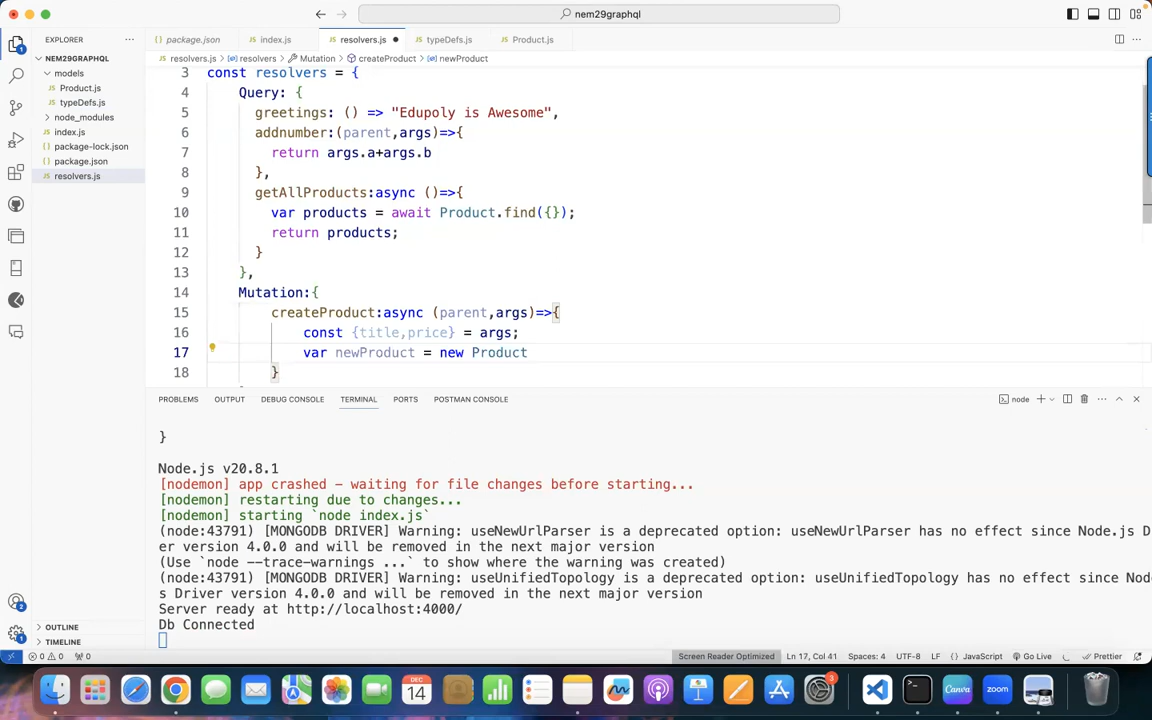 nem29graphql
EXPLORER
NEM29GRAPHQL
models
Product.js
typeDefs.js
node_modules
index.js
package-lock.json
package.json
resolvers.js
OUTLINE
TIMELINE
package.json
index.js
resolvers.js
typeDefs.js
Product.js
resolvers.js > resolvers > Mutation > createProduct > newProduct
3 const resolvers = {
4 Query: {
5 greetings: () => "Edupoly is Awesome",
6 addnumber:(parent,args)=>{
7 return args.a+args.b
8 },
9 getAllProducts:async ()=>{
10 var products = await Product.find({});
11 return products;
12 }
13 },
14 Mutation:{
15 createProduct:async (parent,args)=>{
16 const {title,price} = args;
17 var newProduct = new Product
18 }
PROBLEMS OUTPUT DEBUG CONSOLE TERMINAL PORTS POSTMAN CONSOLE
node
}
Node.js v20.8.1
[nodemon] app crashed - waiting for file changes before starting...
[nodemon] restarting due to changes...
[nodemon] starting `node index.js`
(node:43791) [MONGODB DRIVER] Warning: useNewUrlParser is a deprecated option: useNewUrlParser has no effect since Node.js D
er version 4.0.0 and will be removed in the next major version
(Use `node --trace-warnings ...` to show where the warning was created)
(node:43791) [MONGODB DRIVER] Warning: useUnifiedTopology is a deprecated option: useUnifiedTopology has no effect since Nod
s Driver version 4.0.0 and will be removed in the next major version
Server ready at http://localhost:4000/
Db Connected
0 0 0
Screen Reader Optimized Ln 17, Col 41 Spaces: 4 UTF-8 LF {} JavaScript Go Live Prettier
DEC
14
Canva
zoom